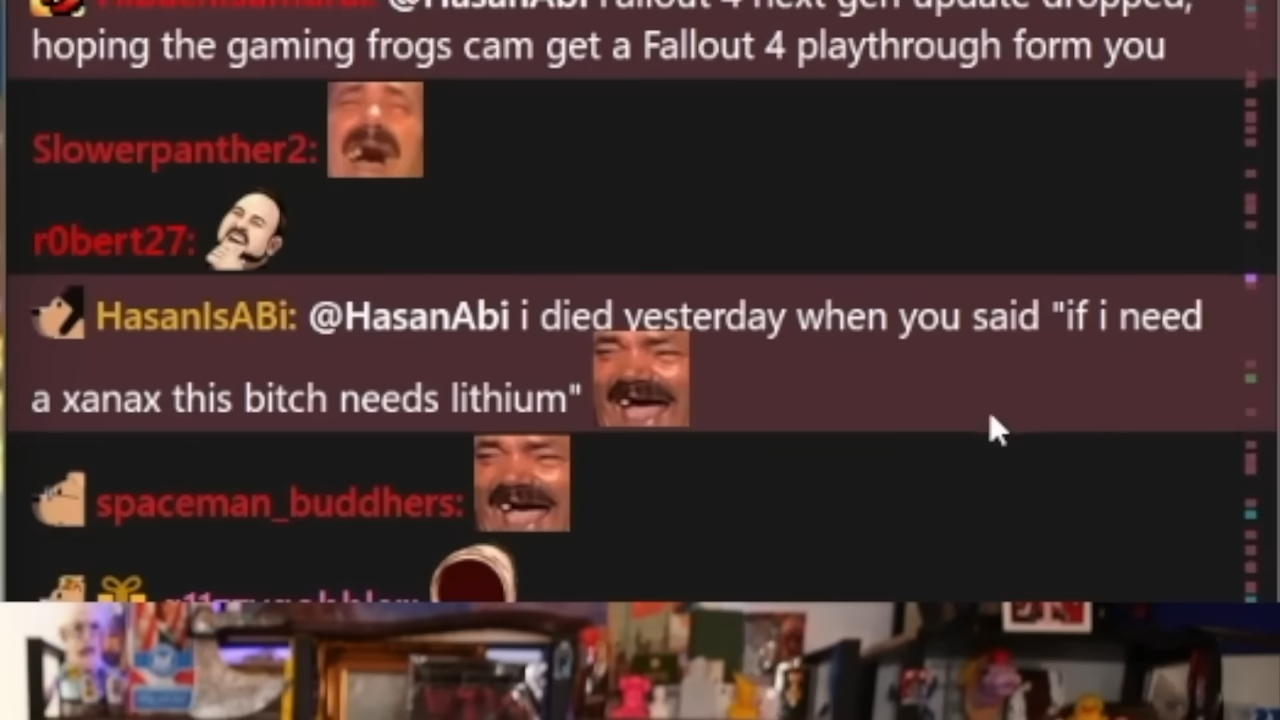 @HasanAbi fallout 4 next gen update dropped,
hoping the gaming frogs cam get a Fallout 4 playthrough form you
Slowerpanther2:
r0bert27:
HasanIsABi: @HasanAbi i died yesterday when you said "if i need
a xanax this bitch needs lithium"
spaceman_buddhers: